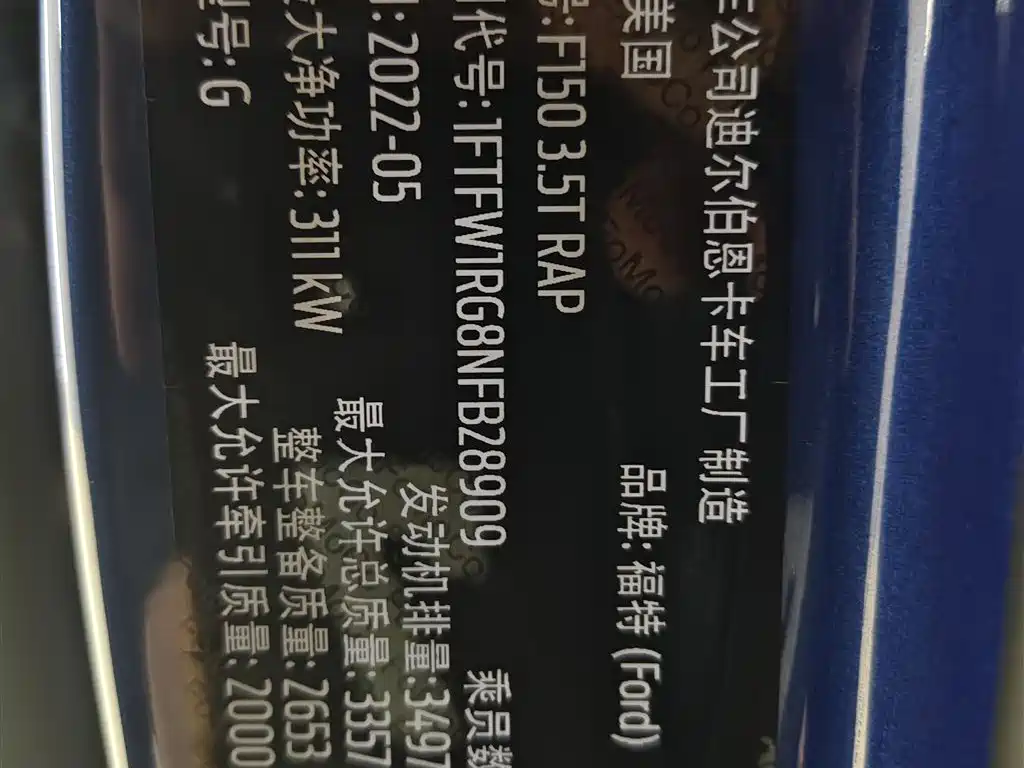 车公司迪尔伯恩卡车工厂制造
美国 品牌:福特 (Ford)
号:F150 3.5T RAP
代号:1FTFW1RG8NFB28909 乘员数
:2022-05 发动机排量:3497
最大允许总质量:3357
大净功率:311 kW 整车整备质量:2653
型号:G 最大允许牵引质量:2000